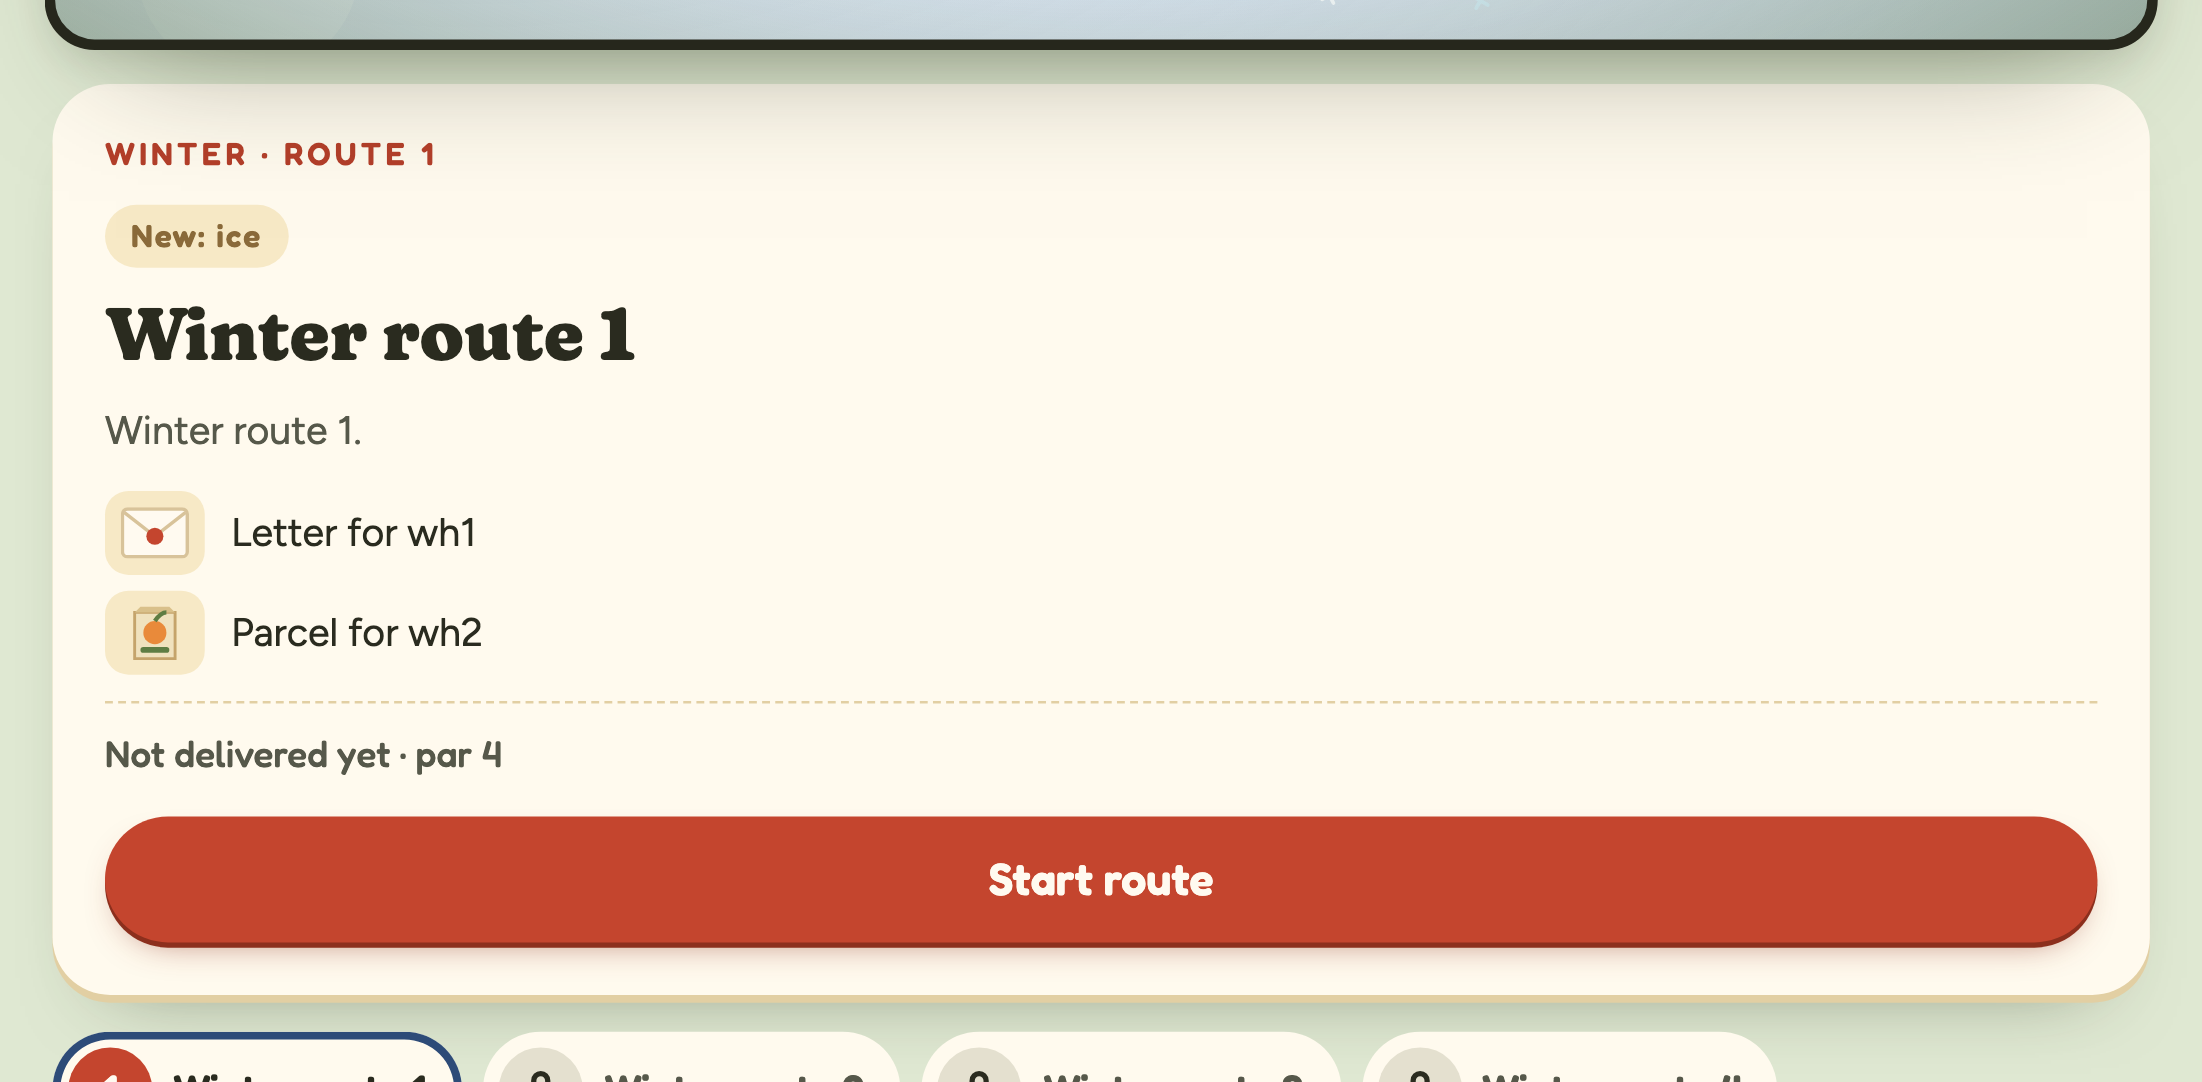 WINTER · ROUTE 1
New: ice
Winter route 1
Winter route 1.
Letter for wh1
Parcel for wh2
Not delivered yet · par 4
Start route